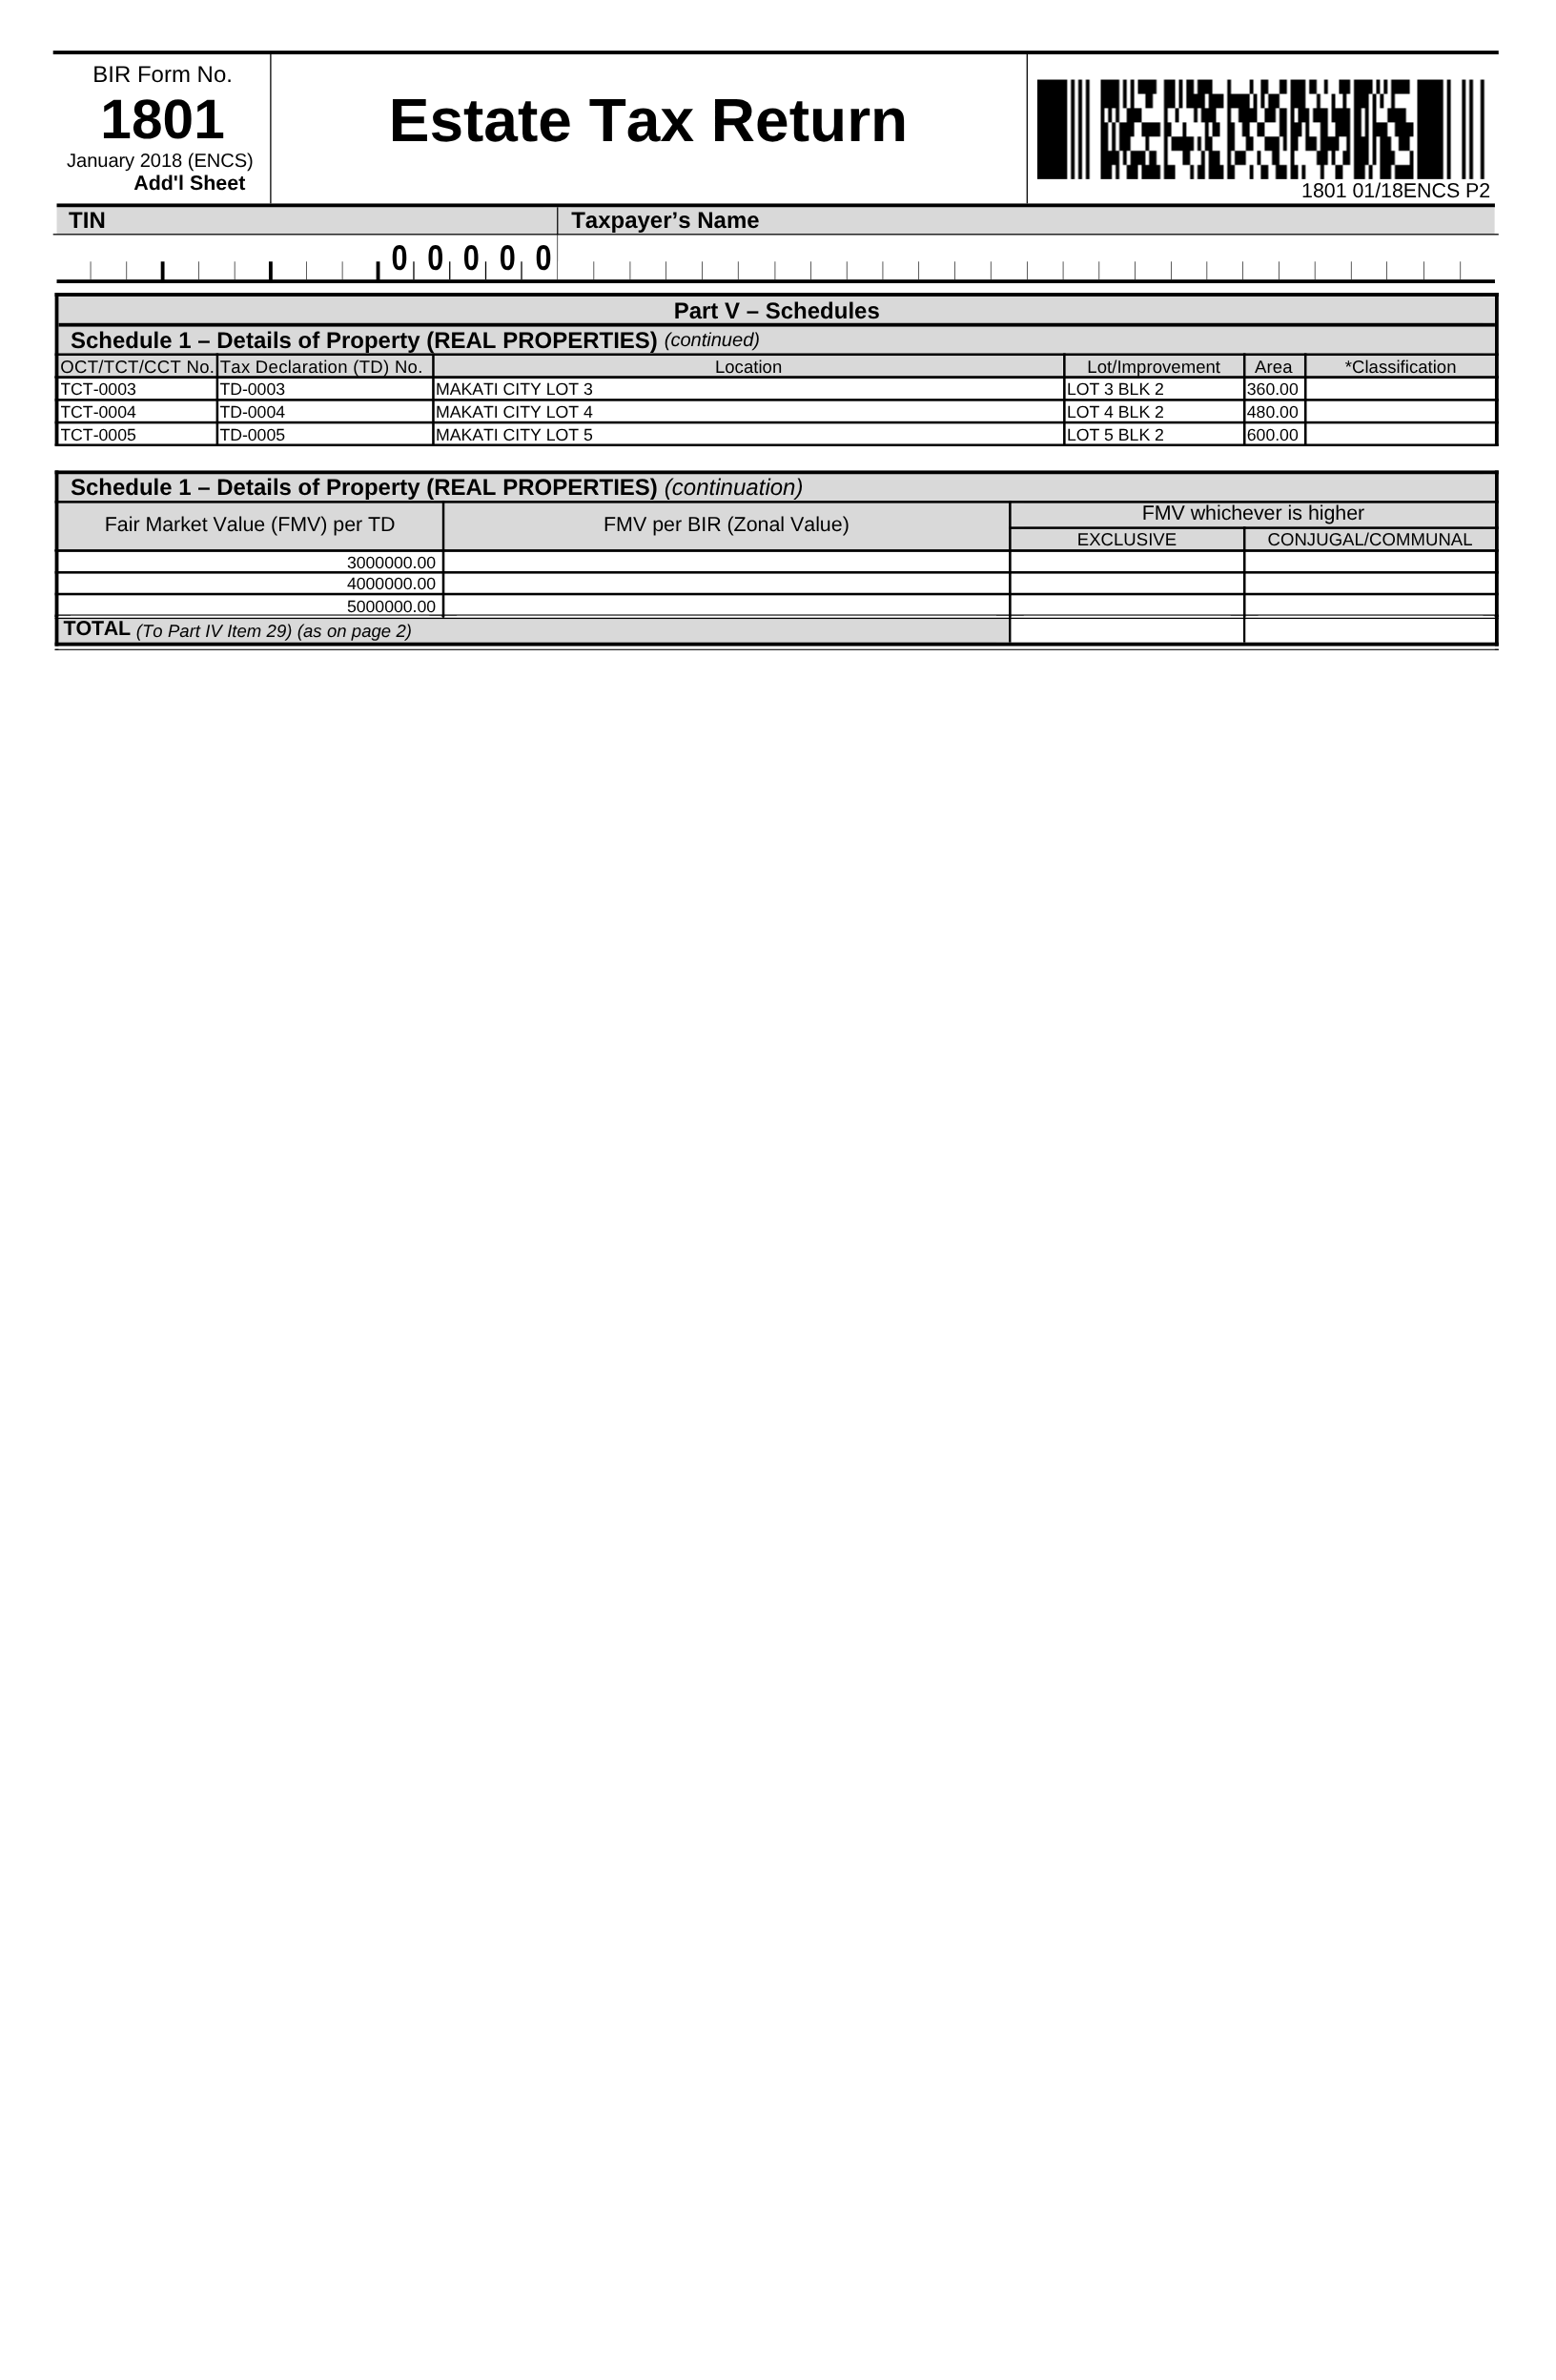 BIR Form No.
1801
January 2018 (ENCS)
Add'l Sheet
Estate Tax Return
1801 01/18ENCS P2
TIN Taxpayer’s Name
0 0 0 0 0
Part V – Schedules
Schedule 1 – Details of Property (REAL PROPERTIES) (continued)
OCT/TCT/CCT No. Tax Declaration (TD) No. Location Lot/Improvement Area *Classification
TCT-0003 TD-0003 MAKATI CITY LOT 3 LOT 3 BLK 2 360.00
TCT-0004 TD-0004 MAKATI CITY LOT 4 LOT 4 BLK 2 480.00
TCT-0005 TD-0005 MAKATI CITY LOT 5 LOT 5 BLK 2 600.00
Schedule 1 – Details of Property (REAL PROPERTIES) (continuation)
Fair Market Value (FMV) per TD FMV per BIR (Zonal Value) FMV whichever is higher
EXCLUSIVE CONJUGAL/COMMUNAL
3000000.00
4000000.00
5000000.00
TOTAL (To Part IV Item 29) (as on page 2)